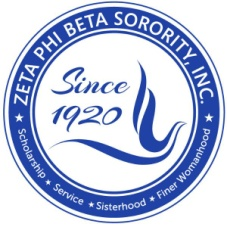 ZETA PHI BETA SORORITY, INC.
Since
1920
Scholarship ★ Service ★ Sisterhood ★ Finer Womanhood